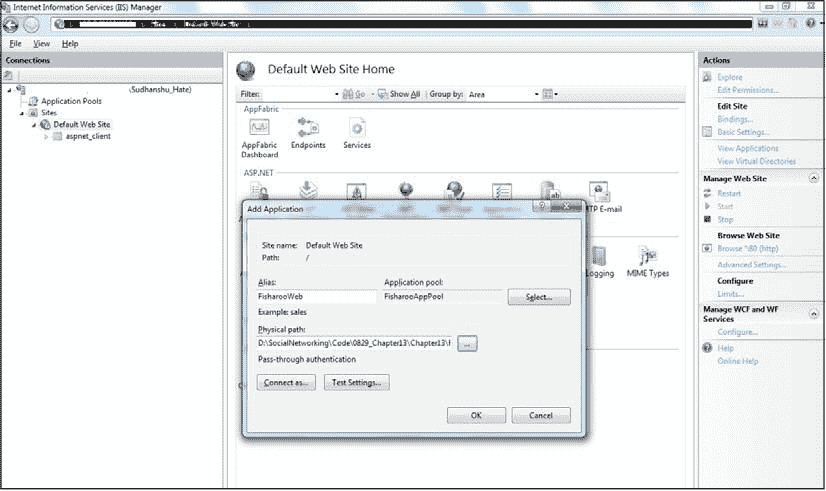 Internet Information Services (IIS) Manager
File View Help
Connections
\Sudhanshu_Hate)
Application Pools
Sites
Default Web Site
aspnet_client
Default Web Site Home
Filter: Go Show All Group by: Area
AppFabric
AppFabric Dashboard
Endpoints
Services
ASP.NET
E-mail
Logging
MIME Types
Add Application
Site name: Default Web Site
Path: /
Alias: Application pool:
FisharooWeb FisharooAppPool Select...
Example: sales
Physical path:
D:\SocialNetworking\Code\0829_Chapter13\Chapter13\F ...
Pass-through authentication
Connect as... Test Settings...
OK Cancel
Actions
Explore
Edit Permissions...
Edit Site
Bindings...
Basic Settings...
View Applications
View Virtual Directories
Manage Web Site
Restart
Start
Stop
Browse Web Site
Browse *:80 (http)
Advanced Settings...
Configure
Limits...
Manage WCF and WF
Services
Configure...
Help
Online Help